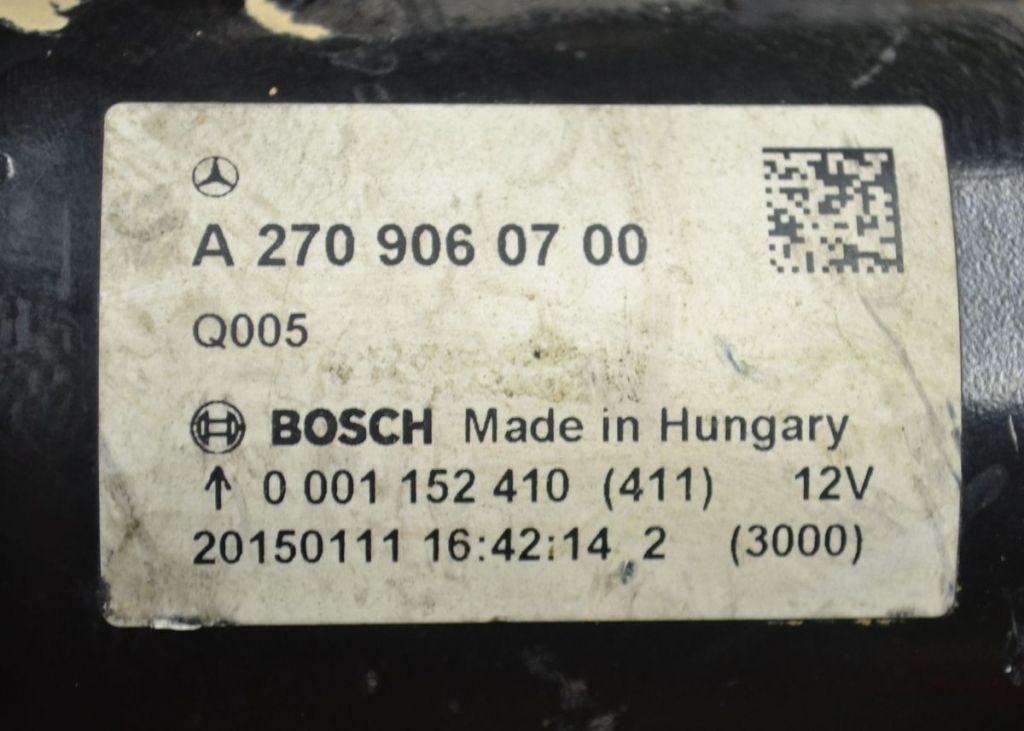 A 270 906 07 00
Q005
BOSCH Made in Hungary
↑ 0 001 152 410 (411) 12V
20150111 16:42:14 2 (3000)